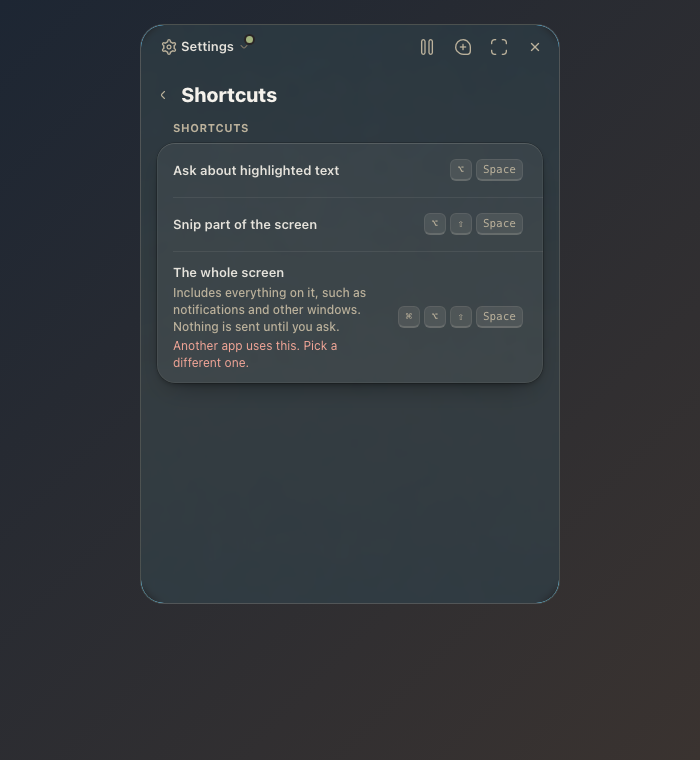 Settings
Shortcuts
SHORTCUTS
Ask about highlighted text ⌥ Space
Snip part of the screen ⌥ ⇧ Space
The whole screen
Includes everything on it, such as
notifications and other windows.
Nothing is sent until you ask.
⌘ ⌥ ⇧ Space
Another app uses this. Pick a
different one.